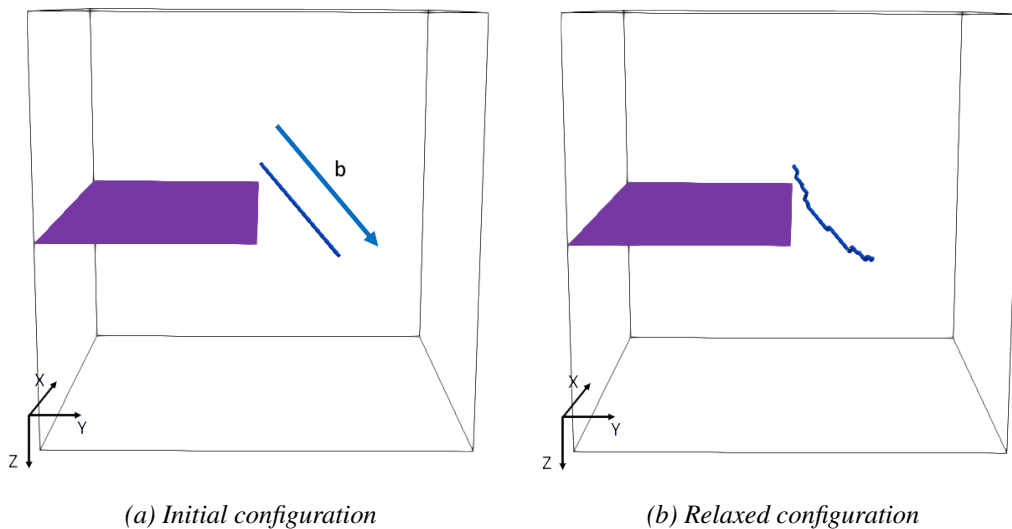 b
X
Y
Z
X
Y
Z
(a) Initial configuration
(b) Relaxed configuration